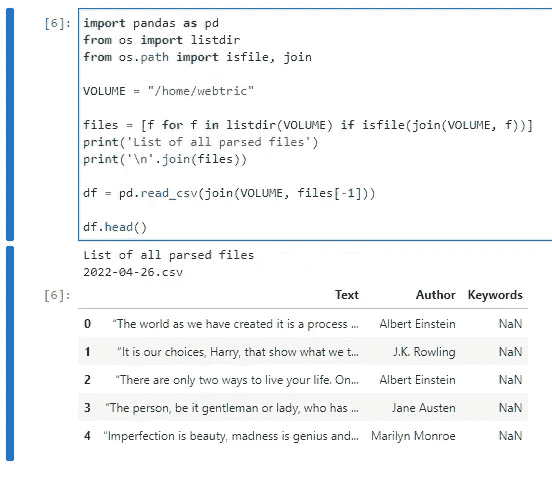 [6]: import pandas as pd
from os import listdir
from os.path import isfile, join
VOLUME = "/home/webtric"
files = [f for f in listdir(VOLUME) if isfile(join(VOLUME, f))]
print('List of all parsed files')
print('\n'.join(files))
df = pd.read_csv(join(VOLUME, files[-1]))
df.head()
List of all parsed files
2022-04-26.csv
[6]: Text Author Keywords
0 “The world as we have created it is a process ... Albert Einstein NaN
1 “It is our choices, Harry, that show what we t... J.K. Rowling NaN
2 “There are only two ways to live your life. On... Albert Einstein NaN
3 “The person, be it gentleman or lady, who has ... Jane Austen NaN
4 “Imperfection is beauty, madness is genius and... Marilyn Monroe NaN